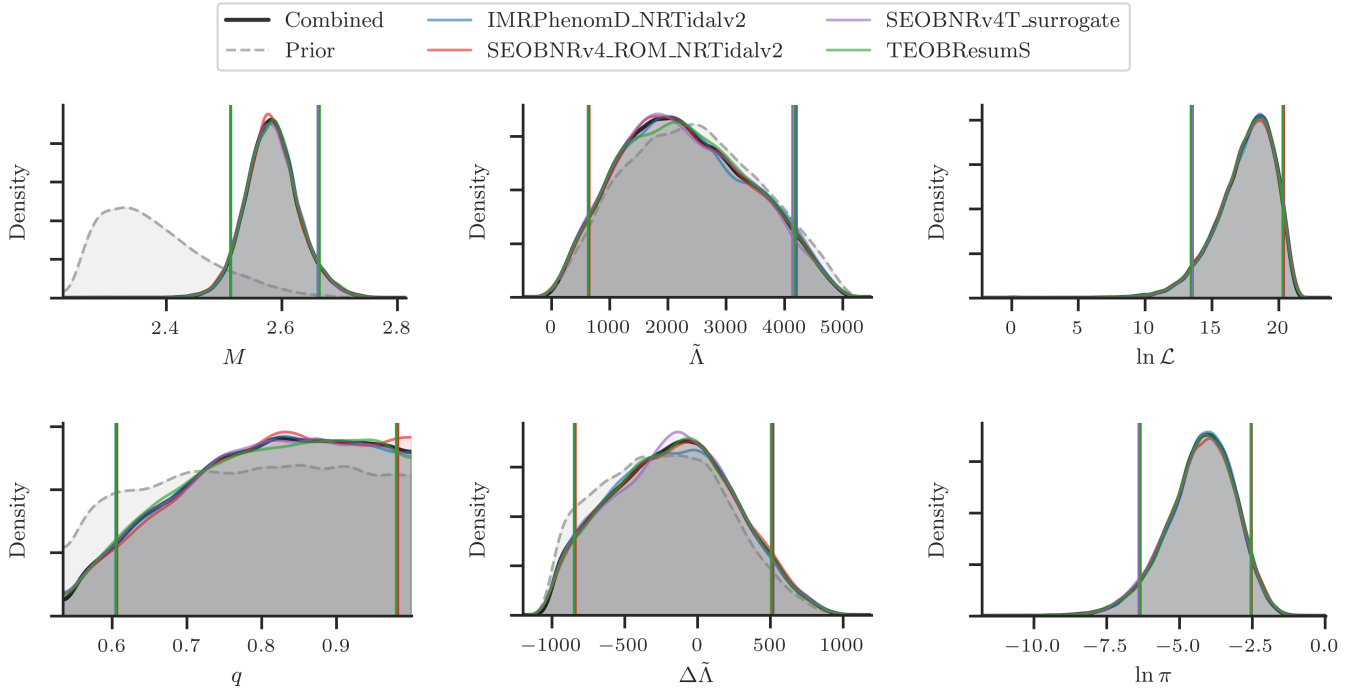 Combined IMRPhenomD_NRTidalv2 SEOBNRv4T_surrogate
Prior SEOBNRv4_ROM_NRTidalv2 TEOBResumS
Density
2.4 2.6 2.8
M
Density
0 1000 2000 3000 4000 5000
Λ̃
Density
0 5 10 15 20
ln ℒ
Density
0.6 0.7 0.8 0.9
q
Density
−1000 −500 0 500 1000
ΔΛ̃
Density
−10.0 −7.5 −5.0 −2.5 0.0
ln π